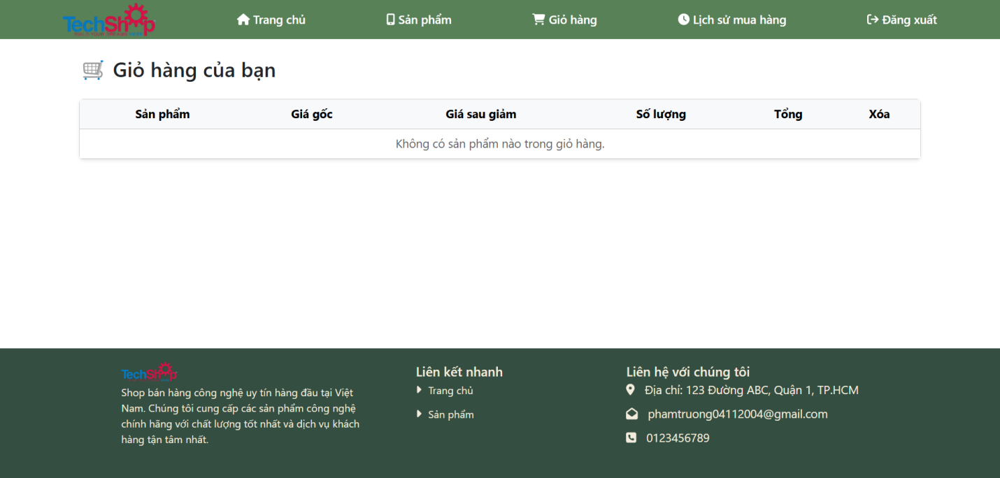 TechShop
Trang chủ
Sản phẩm
Giỏ hàng
Lịch sử mua hàng
Đăng xuất
Giỏ hàng của bạn
Sản phẩm Giá gốc Giá sau giảm Số lượng Tổng Xóa
Không có sản phẩm nào trong giỏ hàng.
TechShop
Shop bán hàng công nghệ uy tín hàng đầu tại Việt
Nam. Chúng tôi cung cấp các sản phẩm công nghệ
chính hãng với chất lượng tốt nhất và dịch vụ khách
hàng tận tâm nhất.
Liên kết nhanh
Trang chủ
Sản phẩm
Liên hệ với chúng tôi
Địa chỉ: 123 Đường ABC, Quận 1, TP.HCM
phamtruong04112004@gmail.com
0123456789